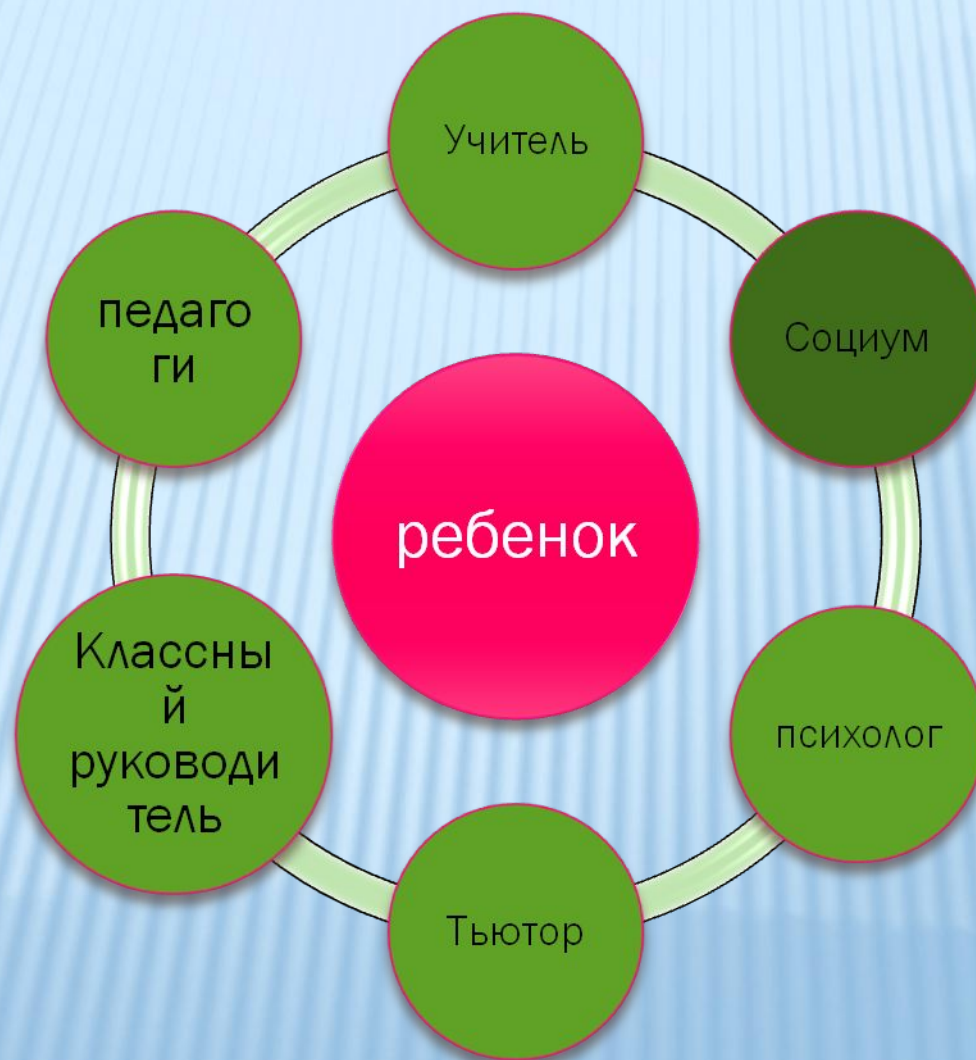 Учитель
Социум
педаго
ги
ребенок
Классны
й
руководи
тель
психолог
Тьютор